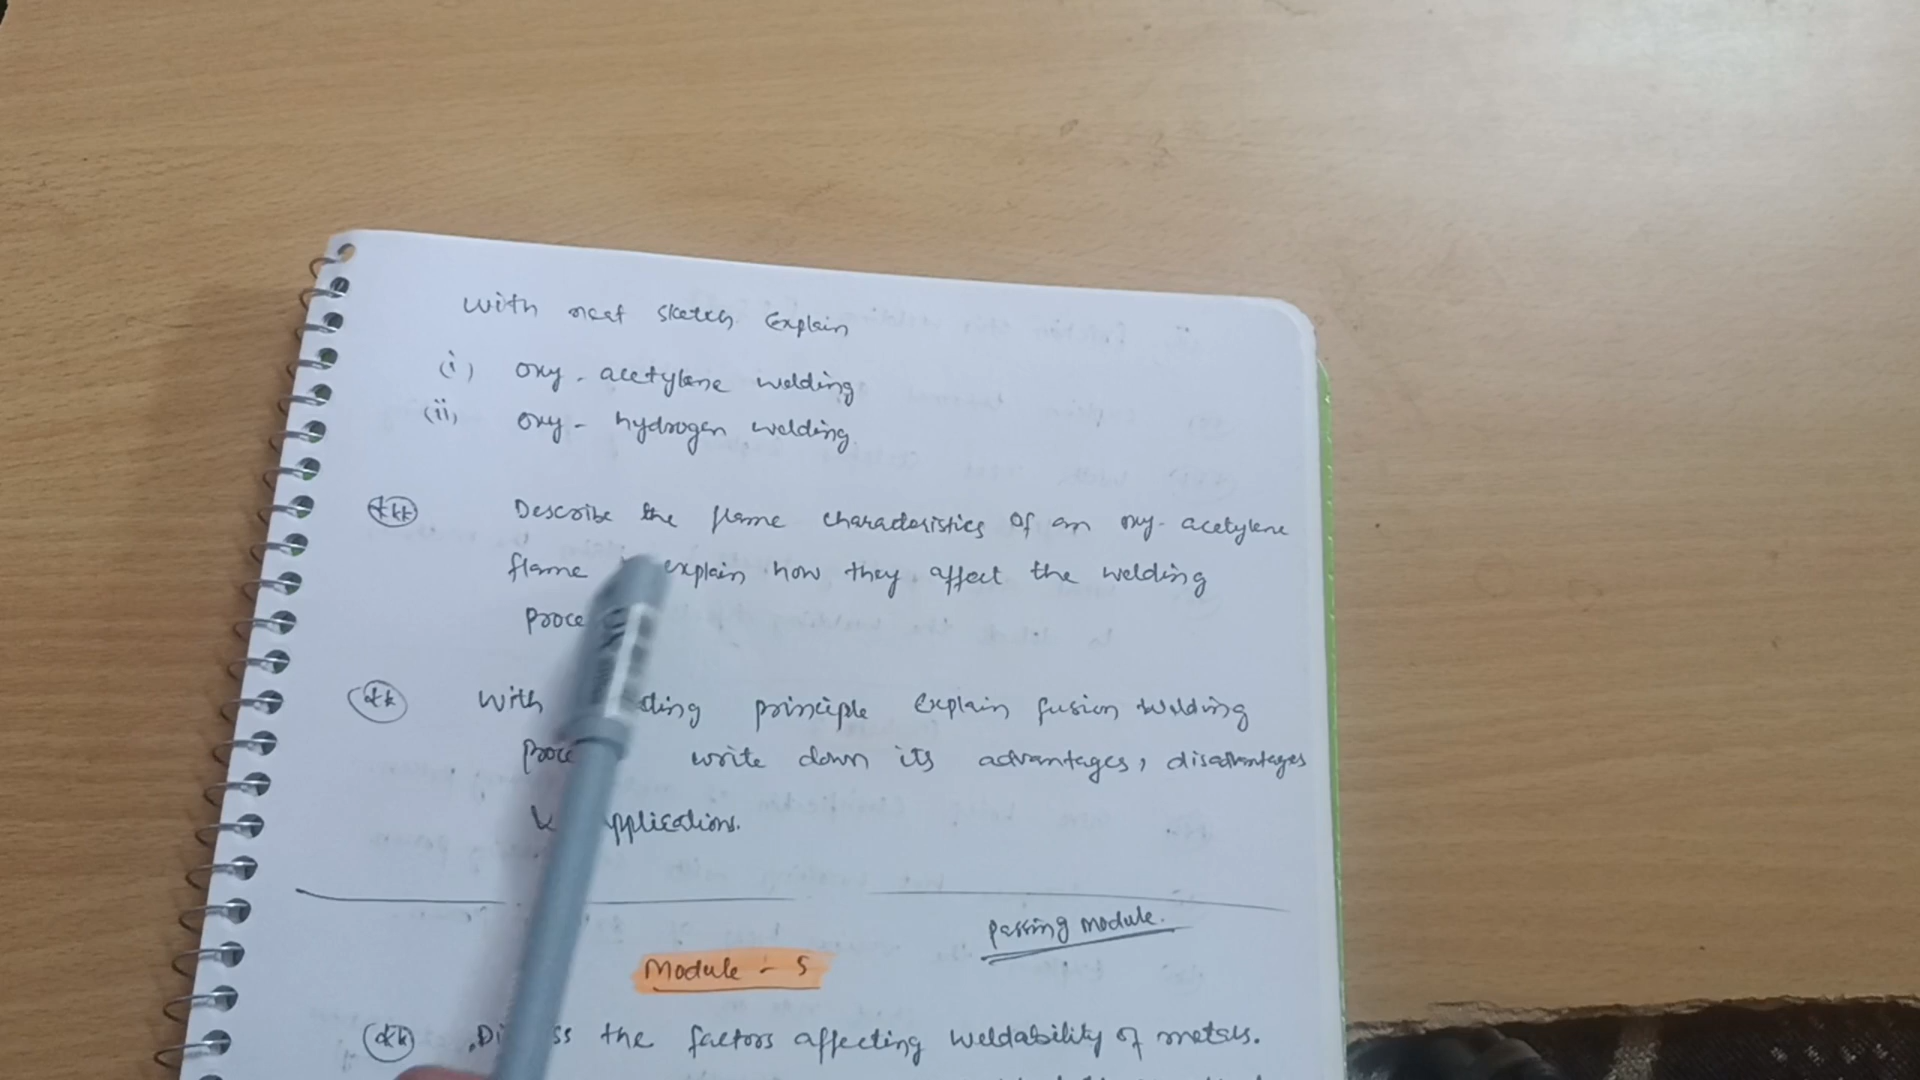 With neat sketch Explain
(i) oxy-acetylene welding
(ii) oxy-hydrogen welding
Describe the flame characteristics of an oxy-acetylene
flame explain how they affect the welding
Proce
With ding principle Explain fusion welding
proce write down its advantages, disadvantages
& applications.
passing module.
Module - 5
Di ss the factors affecting weldability of metals.